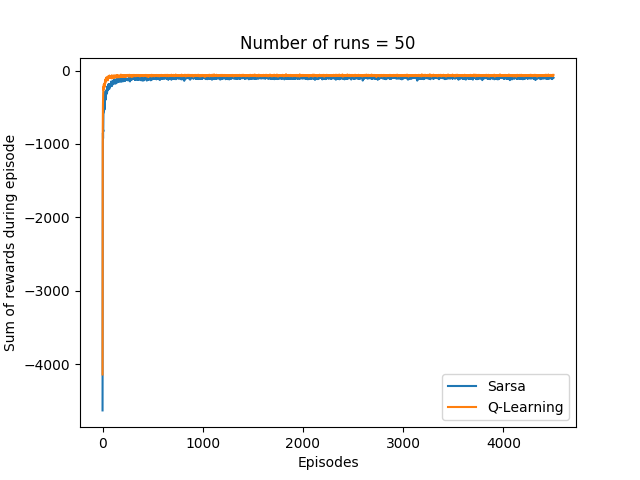 Number of runs = 50
Sum of rewards during episode
0
−1000
−2000
−3000
−4000
Sarsa
Q-Learning
0
1000
2000
3000
4000
Episodes